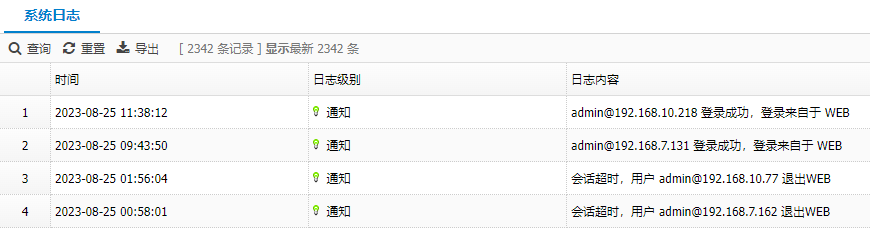 系统日志
查询 重置 导出 [ 2342 条记录 ] 显示最新 2342 条
时间 日志级别 日志内容
1 2023-08-25 11:38:12 通知 admin@192.168.10.218 登录成功，登录来自于 WEB
2 2023-08-25 09:43:50 通知 admin@192.168.7.131 登录成功，登录来自于 WEB
3 2023-08-25 01:56:04 通知 会话超时，用户 admin@192.168.10.77 退出WEB
4 2023-08-25 00:58:01 通知 会话超时，用户 admin@192.168.7.162 退出WEB